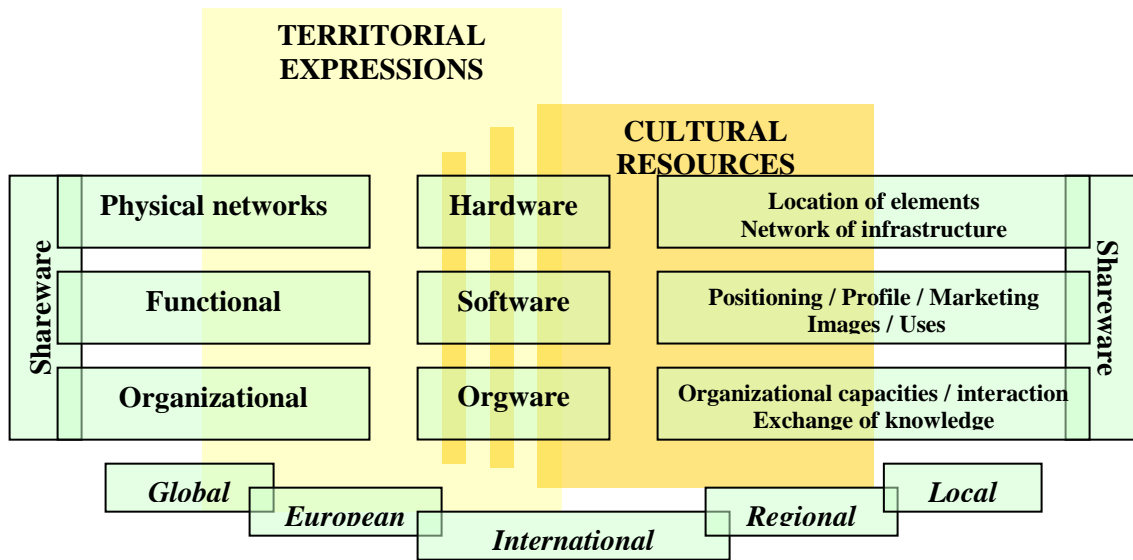 TERRITORIAL
EXPRESSIONS
CULTURAL
RESOURCES
Shareware
Physical networks
Hardware
Location of elements
Network of infrastructure
Shareware
Functional
Software
Positioning / Profile / Marketing
Images / Uses
Organizational
Orgware
Organizational capacities / interaction
Exchange of knowledge
Global
European
International
Regional
Local